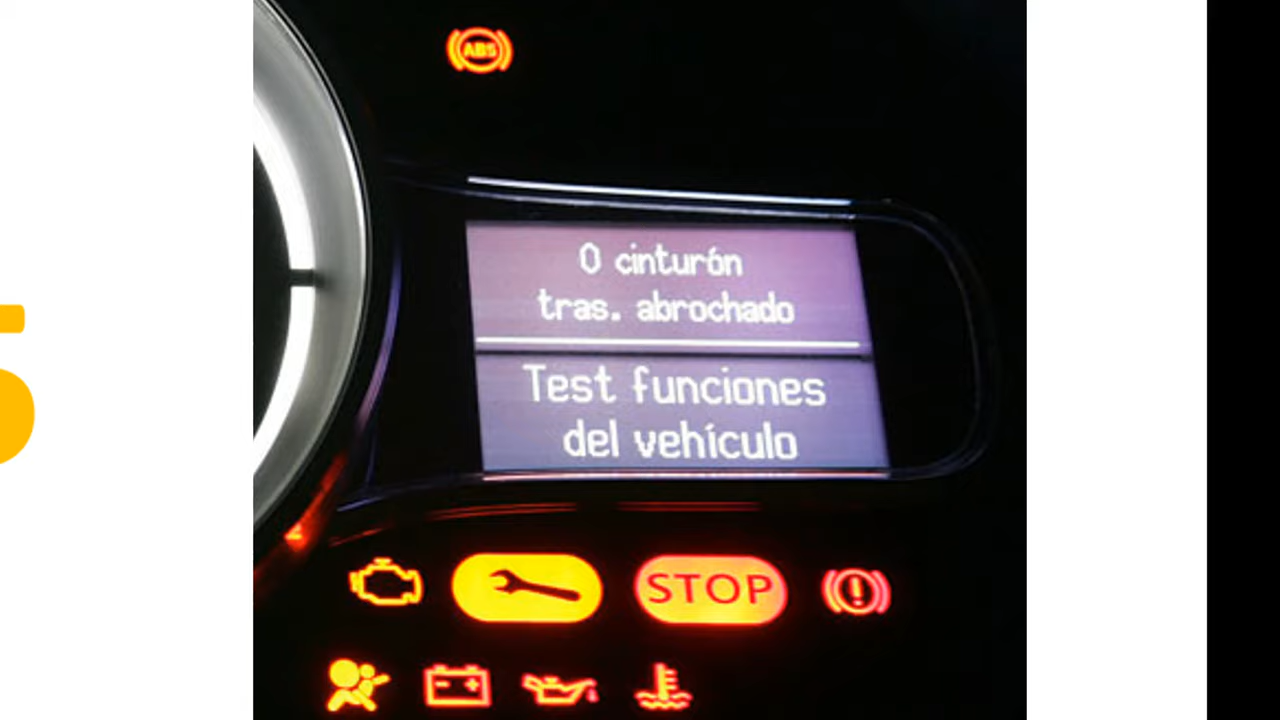 ABS
0 cinturón
tras. abrochado
Test funciones
del vehículo
STOP